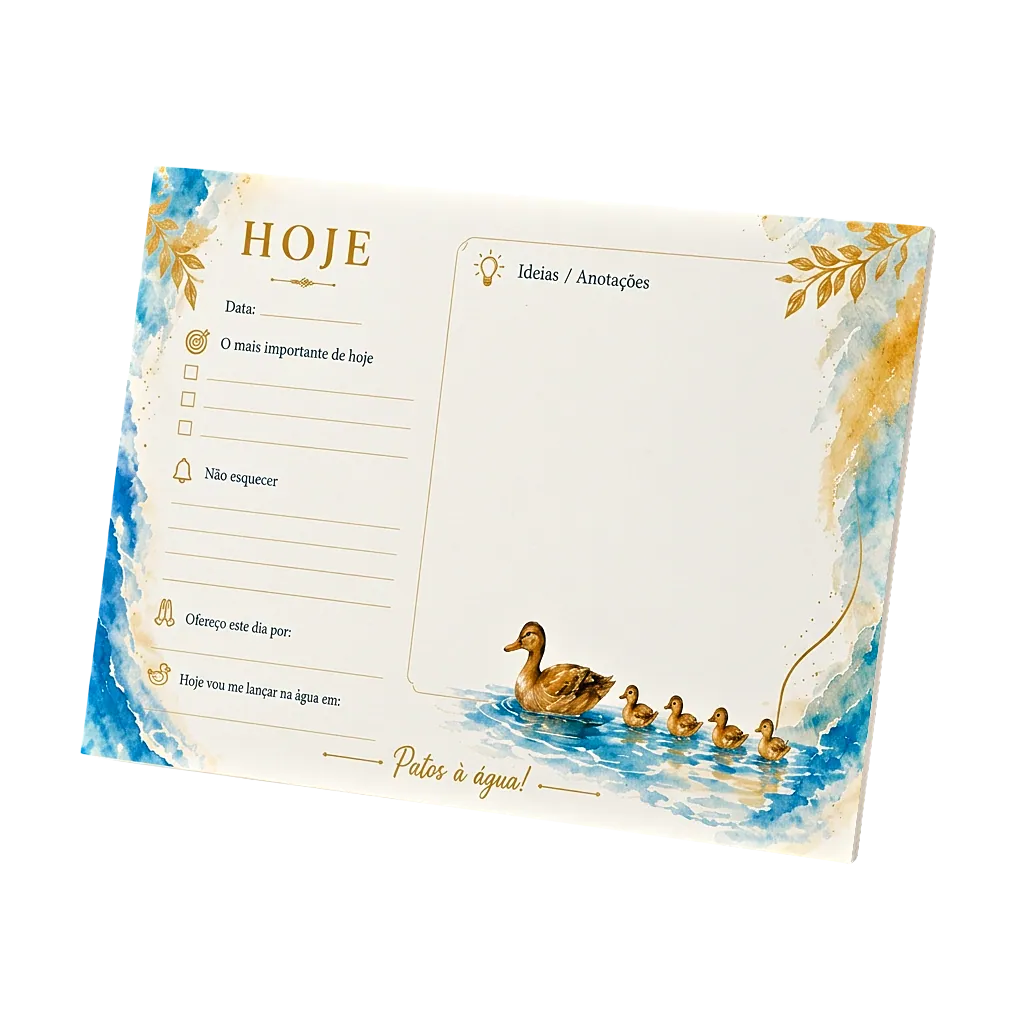 HOJE
Data:
O mais importante de hoje
Não esquecer
Ofereço este dia por:
Hoje vou me lançar na água em:
Ideias / Anotações
Patos à água!